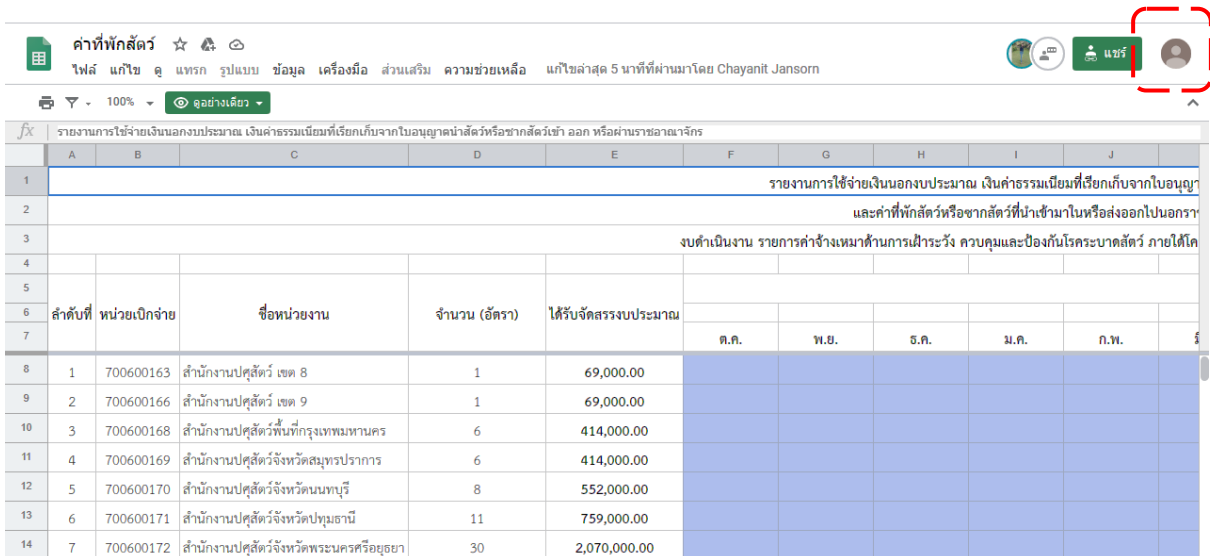 ค่าที่พักสัตว์
ไฟล์ แก้ไข ดู แทรก รูปแบบ ข้อมูล เครื่องมือ ส่วนเสริม ความช่วยเหลือ แก้ไขล่าสุด 5 นาทีที่ผ่านมาโดย Chayanit Jansorn
แชร์
100% ดูอย่างเดียว
fx รายงานการใช้จ่ายเงินนอกงบประมาณ เงินค่าธรรมเนียมที่เรียกเก็บจากใบอนุญาตนำสัตว์หรือซากสัตว์เข้า ออก หรือผ่านราชอาณาจักร
A B C D E F G H I J
1 รายงานการใช้จ่ายเงินนอกงบประมาณ เงินค่าธรรมเนียมที่เรียกเก็บจากใบอนุญา
2 และค่าที่พักสัตว์หรือซากสัตว์ที่นำเข้ามาในหรือส่งออกไปนอกรา
3 งบดำเนินงาน รายการค่าจ้างเหมาด้านการเฝ้าระวัง ควบคุมและป้องกันโรคระบาดสัตว์ ภายใต้โค
4
5
6 ลำดับที่ หน่วยเบิกจ่าย ชื่อหน่วยงาน จำนวน (อัตรา) ได้รับจัดสรรงบประมาณ
7 ต.ค. พ.ย. ธ.ค. ม.ค. ก.พ.
8 1 700600163 สำนักงานปศุสัตว์ เขต 8 1 69,000.00
9 2 700600166 สำนักงานปศุสัตว์ เขต 9 1 69,000.00
10 3 700600168 สำนักงานปศุสัตว์พื้นที่กรุงเทพมหานคร 6 414,000.00
11 4 700600169 สำนักงานปศุสัตว์จังหวัดสมุทรปราการ 6 414,000.00
12 5 700600170 สำนักงานปศุสัตว์จังหวัดนนทบุรี 8 552,000.00
13 6 700600171 สำนักงานปศุสัตว์จังหวัดปทุมธานี 11 759,000.00
14 7 700600172 สำนักงานปศุสัตว์จังหวัดพระนครศรีอยุธยา 30 2,070,000.00